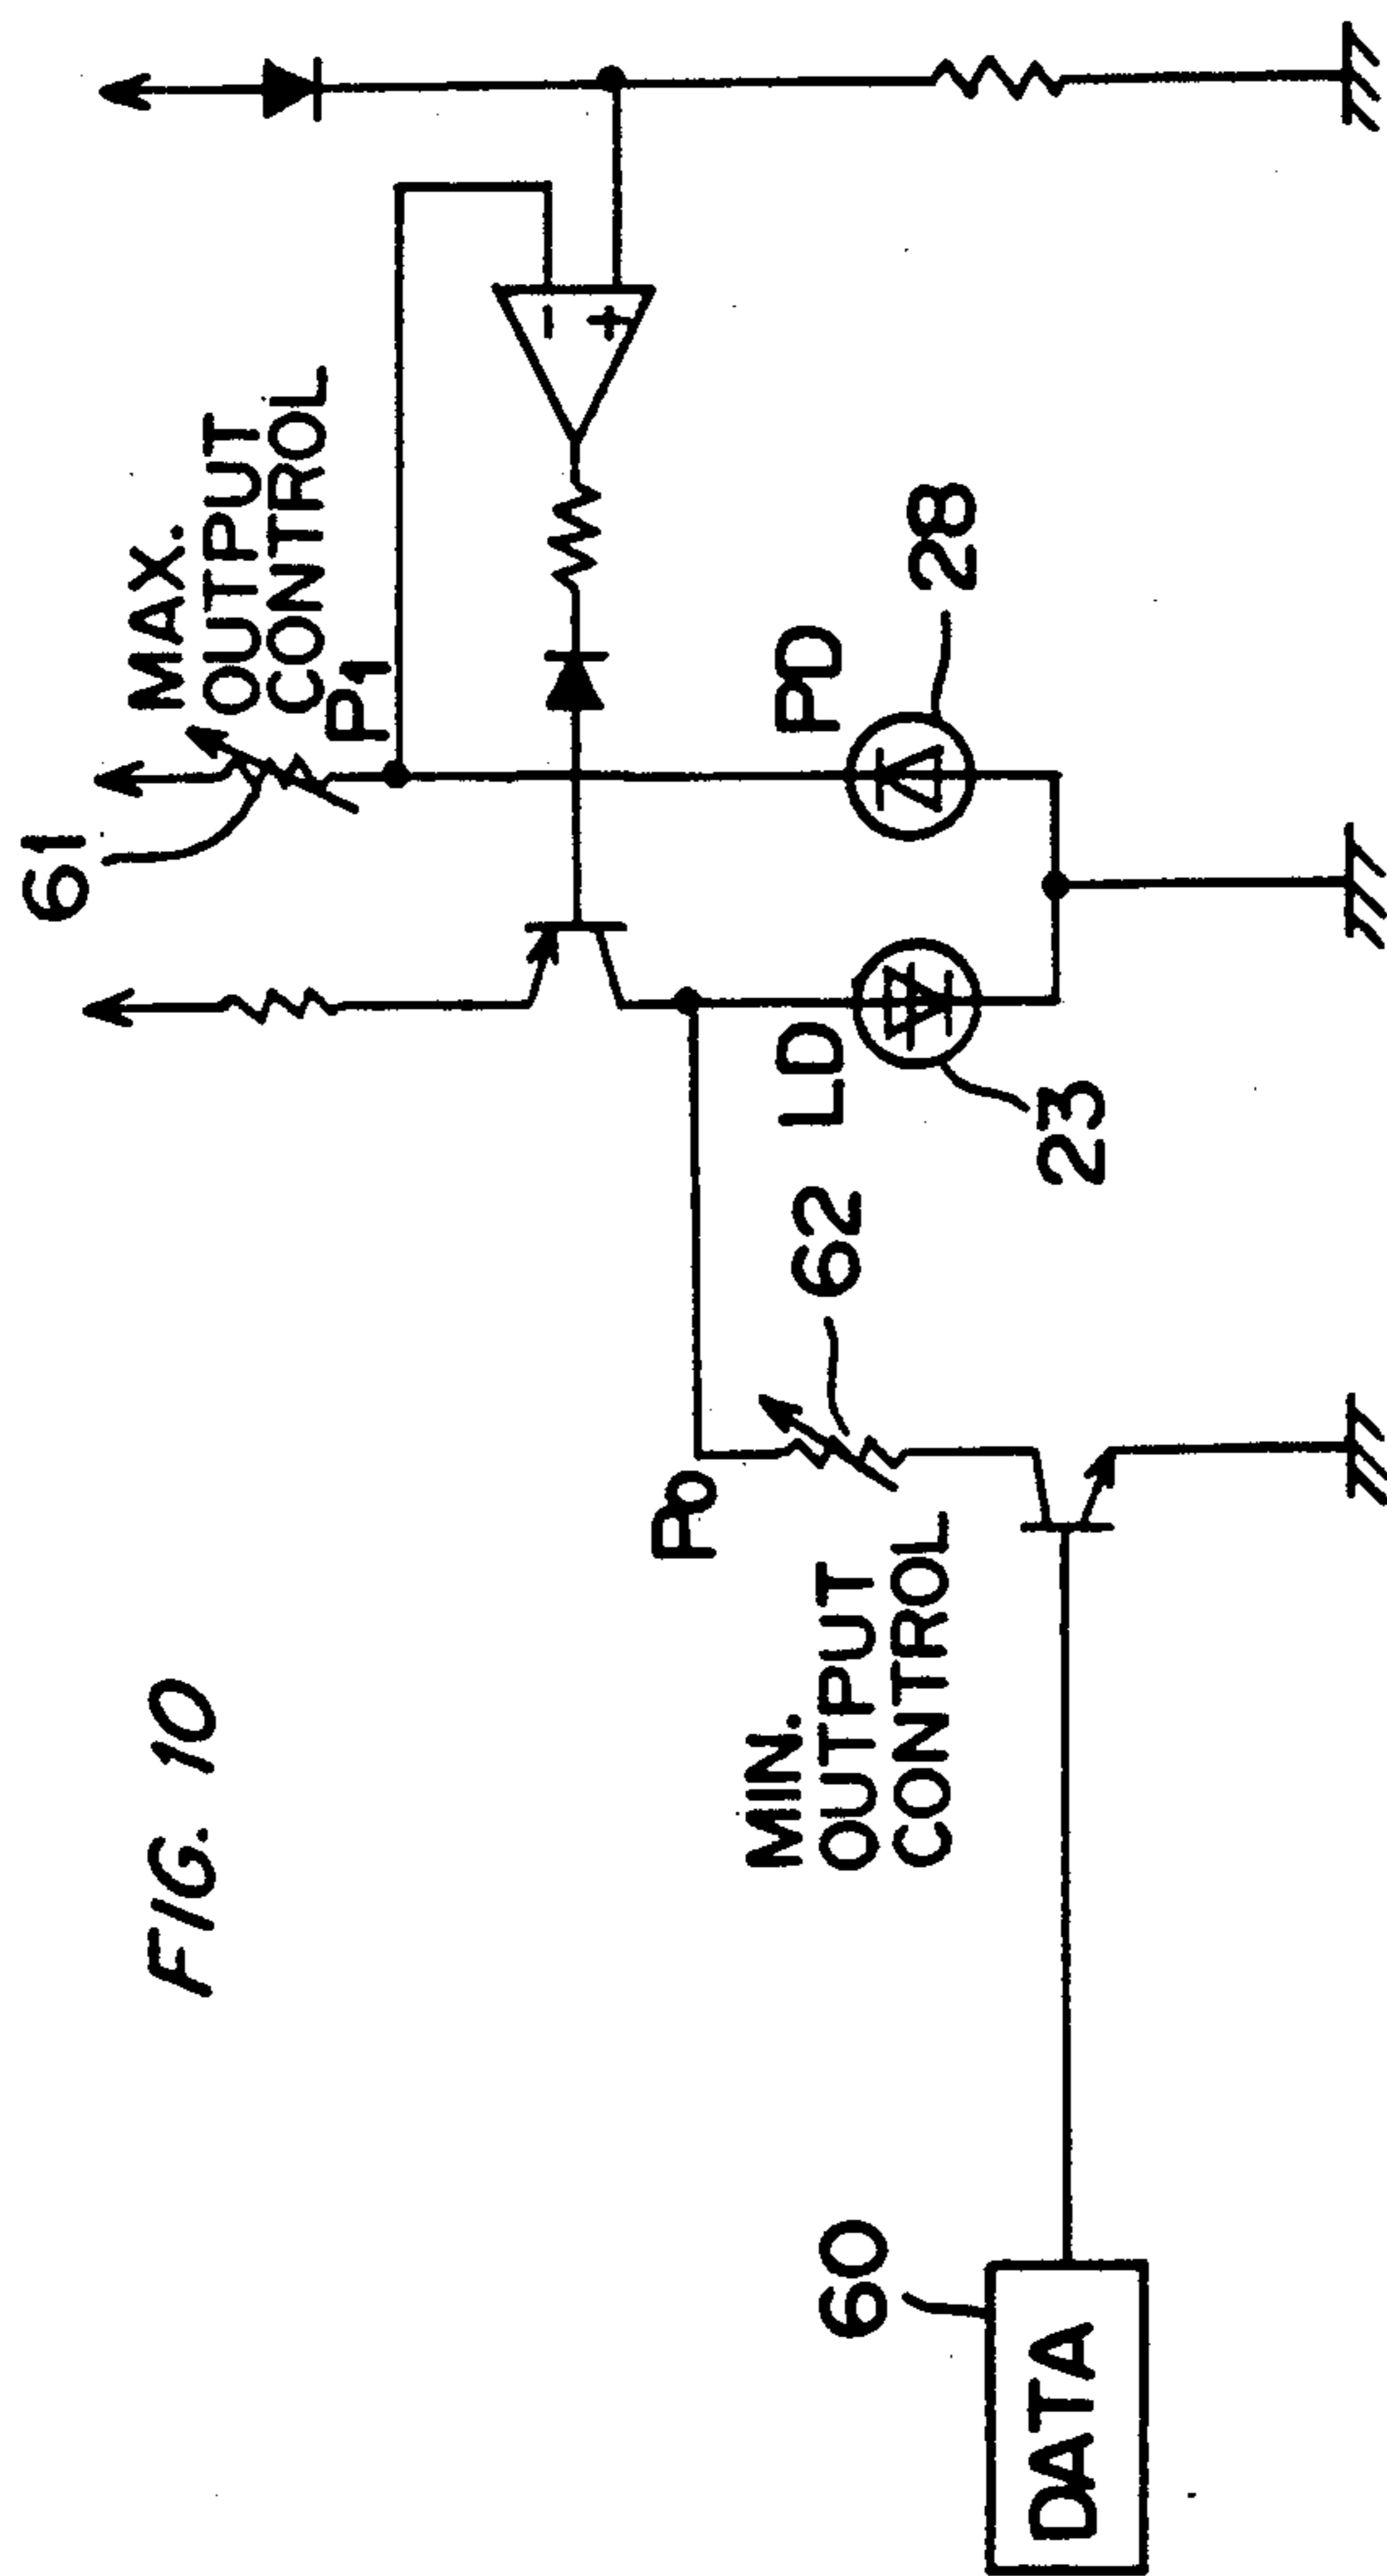 FIG. 10
61
MAX.
OUTPUT
CONTROL
P1
-
+
PD
28
LD
23
P0
62
MIN.
OUTPUT
CONTROL
60
DATA